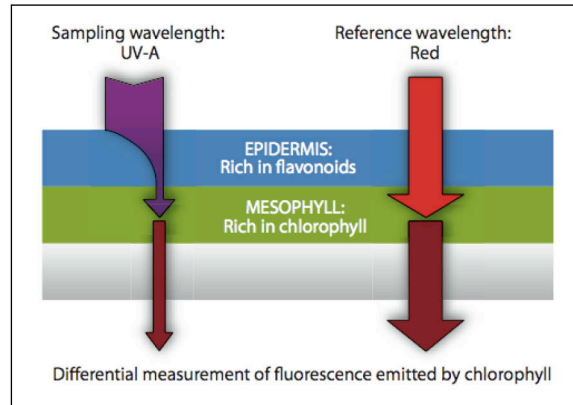 Sampling wavelength:
UV-A
Reference wavelength:
Red
EPIDERMIS:
Rich in flavonoids
MESOPHYLL:
Rich in chlorophyll
Differential measurement of fluorescence emitted by chlorophyll